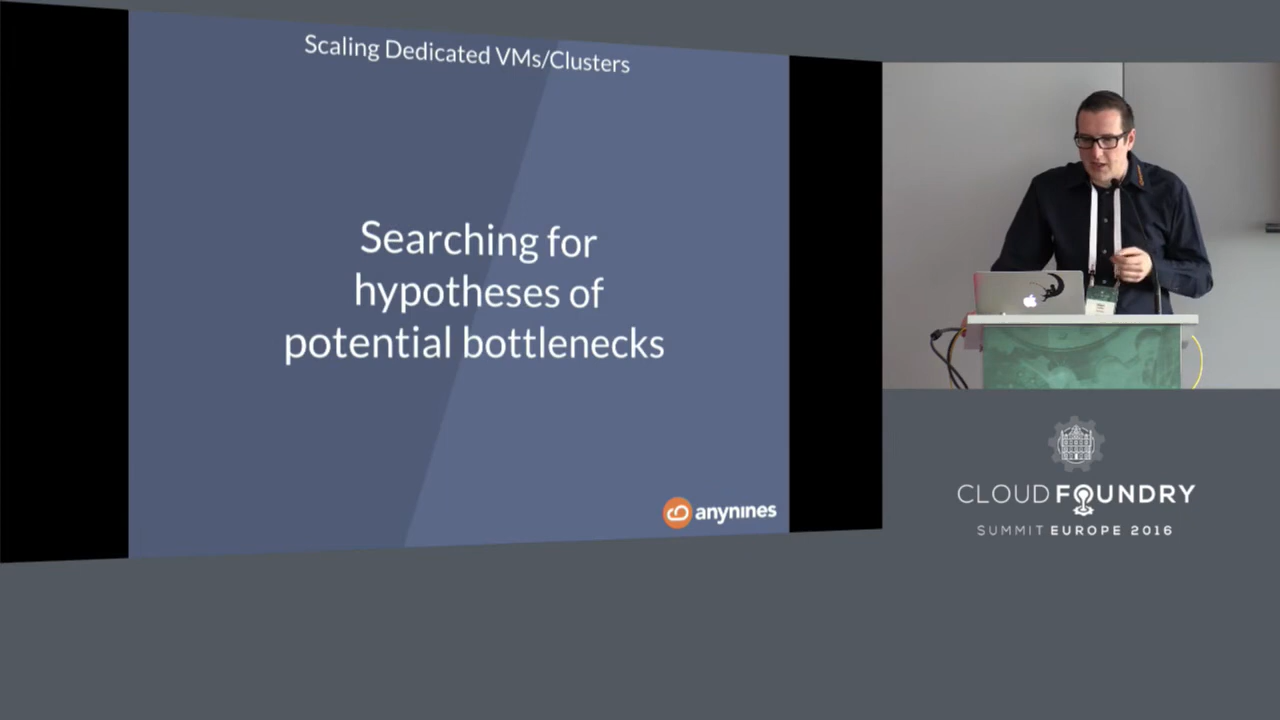 Scaling Dedicated VMs/Clusters
Searching for
hypotheses of
potential bottlenecks
anynines
CLOUD FOUNDRY
SUMMIT EUROPE 2016